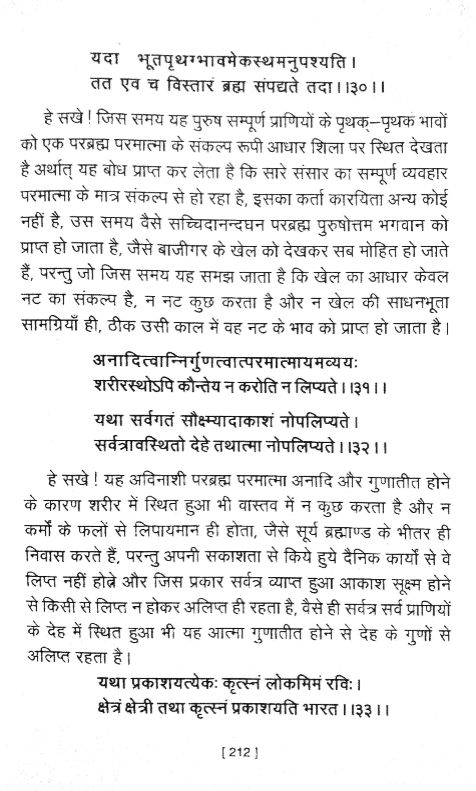 यदा भूतपृथग्भावमेकस्थमनुपश्यति।
तत एव च विस्तारं ब्रह्म संपद्यते तदा।।३०।।
हे सखे ! जिस समय यह पुरुष सम्पूर्ण प्राणियों के पृथक्–पृथक भावों
को एक परब्रह्म परमात्मा के संकल्प रूपी आधार शिला पर स्थित देखता
है अर्थात् यह बोध प्राप्त कर लेता है कि सारे संसार का सम्पूर्ण व्यवहार
परमात्मा के मात्र संकल्प से हो रहा है, इसका कर्ता कारयिता अन्य कोई
नहीं है, उस समय वैसे सच्चिदानन्दघन परब्रह्म पुरुषोत्तम भगवान को
प्राप्त हो जाता है, जैसे बाजीगर के खेल को देखकर सब मोहित हो जाते
हैं, परन्तु जो जिस समय यह समझ जाता है कि खेल का आधार केवल
नट का संकल्प है, न नट कुछ करता है और न खेल की साधनभूता
सामग्रियाँ ही, ठीक उसी काल में वह नट के भाव को प्राप्त हो जाता है।
अनादित्वान्निर्गुणत्वात्परमात्मायमव्ययः
शरीरस्थोऽपि कौन्तेय न करोति न लिप्यते।।३१।।
यथा सर्वगतं सौक्ष्म्यादाकाशं नोपलिप्यते।
सर्वत्रावस्थितो देहे तथात्मा नोपलिप्यते।।३२।।
हे सखे ! यह अविनाशी परब्रह्म परमात्मा अनादि और गुणातीत होने
के कारण शरीर में स्थित हुआ भी वास्तव में न कुछ करता है और न
कर्मों के फलों से लिपायमान ही होता, जैसे सूर्य ब्रह्माण्ड के भीतर ही
निवास करते हैं, परन्तु अपनी सकाशता से किये हुये दैनिक कार्यो से वे
लिप्त नहीं होते और जिस प्रकार सर्वत्र व्याप्त हुआ आकाश सूक्ष्म होने
से किसी से लिप्त न होकर अलिप्त ही रहता है, वैसे ही सर्वत्र सर्व प्राणियों
के देह में स्थित हुआ भी यह आत्मा गुणातीत होने से देह के गुणों से
अलिप्त रहता है।
यथा प्रकाशयत्येकः कृत्स्नं लोकमिमं रविः।
क्षेत्रं क्षेत्री तथा कृत्स्नं प्रकाशयति भारत।।३३।।
[ 212 ]